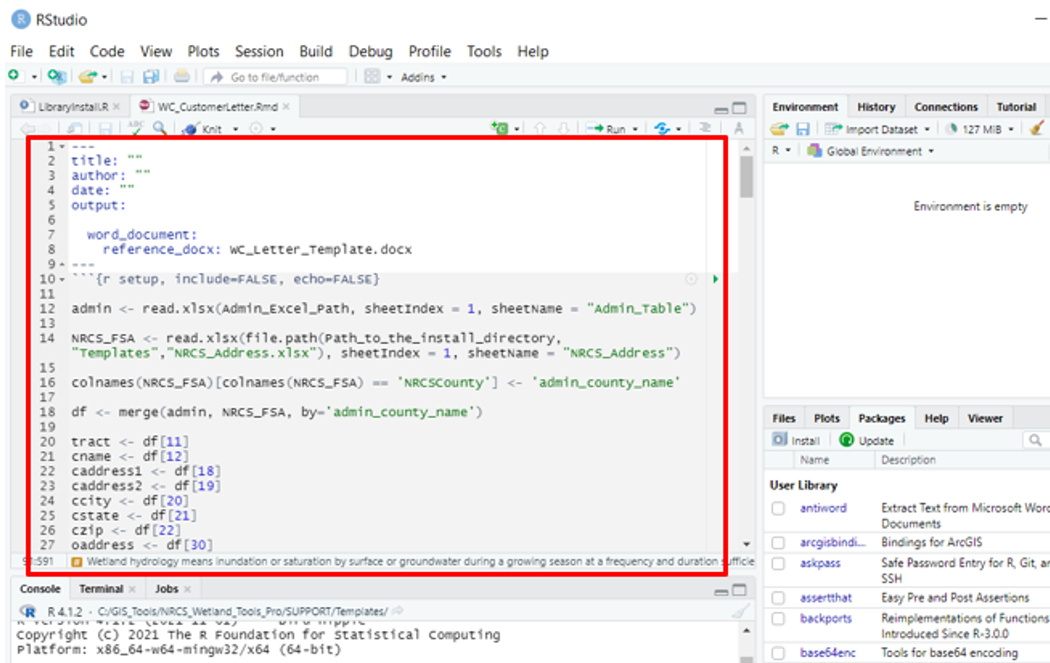 RStudio
File Edit Code View Plots Session Build Debug Profile Tools Help
Go to file/function Addins
LibraryInstall.R WC_CustomerLetter.Rmd
Knit Run
1 ---
2 title: ""
3 author: ""
4 date: ""
5 output:
6
7 word_document:
8 reference_docx: WC_Letter_Template.docx
9 ---
10 ```{r setup, include=FALSE, echo=FALSE}
11
12 admin <- read.xlsx(Admin_Excel_Path, sheetIndex = 1, sheetName = "Admin_Table")
13
14 NRCS_FSA <- read.xlsx(file.path(Path_to_the_install_directory,
"Templates","NRCS_Address.xlsx"), sheetIndex = 1, sheetName = "NRCS_Address")
15
16 colnames(NRCS_FSA)[colnames(NRCS_FSA) == 'NRCSCounty'] <- 'admin_county_name'
17
18 df <- merge(admin, NRCS_FSA, by='admin_county_name')
19
20 tract <- df[11]
21 cname <- df[12]
22 caddress1 <- df[18]
23 caddress2 <- df[19]
24 ccity <- df[20]
25 cstate <- df[21]
26 czip <- df[22]
27 oaddress <- df[30]
Wetland hydrology means inundation or saturation by surface or groundwater during a growing season at a frequency and duration sufficie
Console Terminal Jobs
R 4.1.2 · C:/GIS_Tools/NRCS_Wetland_Tools_Pro/SUPPORT/Templates/
Copyright (C) 2021 The R Foundation for Statistical Computing
Platform: x86_64-w64-mingw32/x64 (64-bit)
Environment History Connections Tutorial
Import Dataset 127 MiB
R Global Environment
Environment is empty
Files Plots Packages Help Viewer
Install Update
Name Description
User Library
antiword Extract Text from Microsoft Word
Documents
arcgisbindi... Bindings for ArcGIS
askpass Safe Password Entry for R, Git, an
SSH
assertthat Easy Pre and Post Assertions
backports Reimplementations of Functions
Introduced Since R-3.0.0
base64enc Tools for base64 encoding